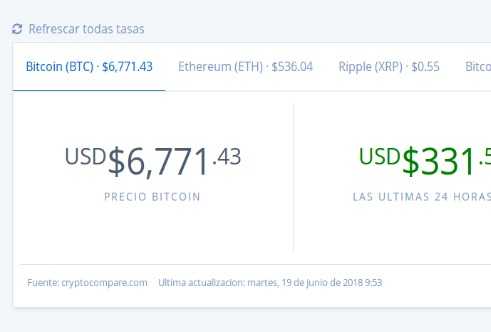 Refrescar todas tasas
Bitcoin (BTC) · $6,771.43 Ethereum (ETH) · $536.04 Ripple (XRP) · $0.55 Bitco
USD$6,771.43 USD$331.5
PRECIO BITCOIN LAS ULTIMAS 24 HORAS
Fuente: cryptocompare.com Ultima actualizacion: martes, 19 de junio de 2018 9:53